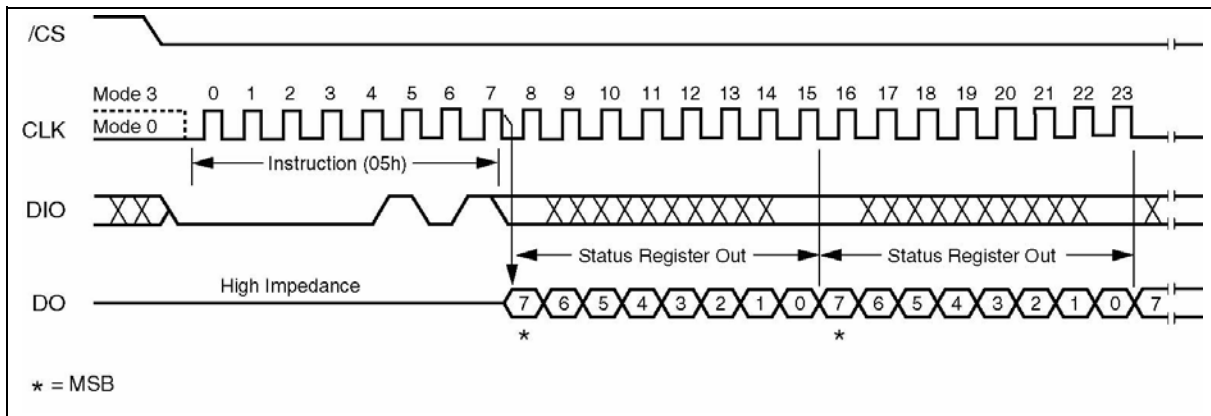 /CS
Mode 3
0 1 2 3 4 5 6 7 8 9 10 11 12 13 14 15 16 17 18 19 20 21 22 23
CLK
Mode 0
Instruction (05h)
DIO
Status Register Out
Status Register Out
High Impedance
DO
7 6 5 4 3 2 1 0 7 6 5 4 3 2 1 0 7
* *
* = MSB